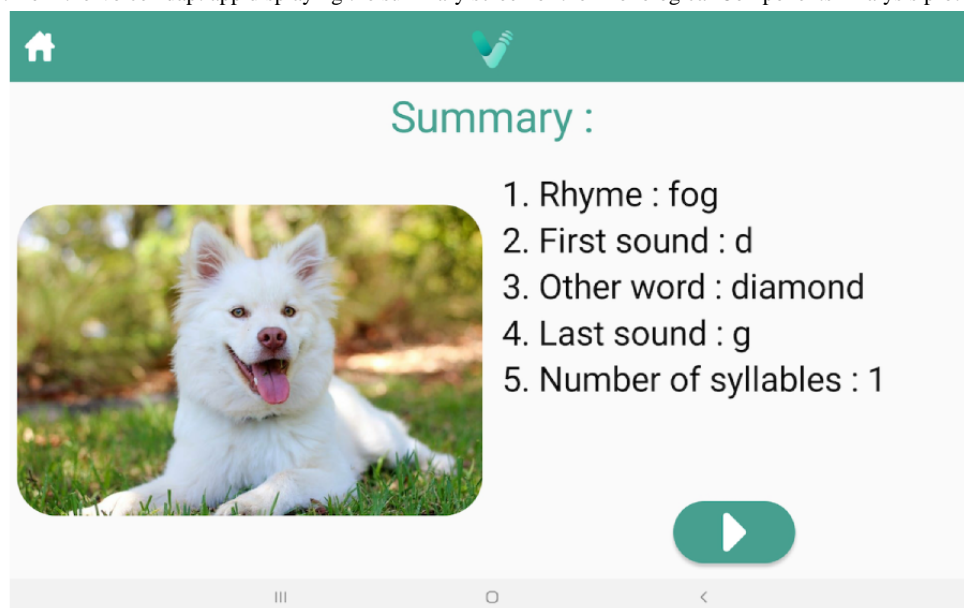 Summary :
1. Rhyme : fog
2. First sound : d
3. Other word : diamond
4. Last sound : g
5. Number of syllables : 1